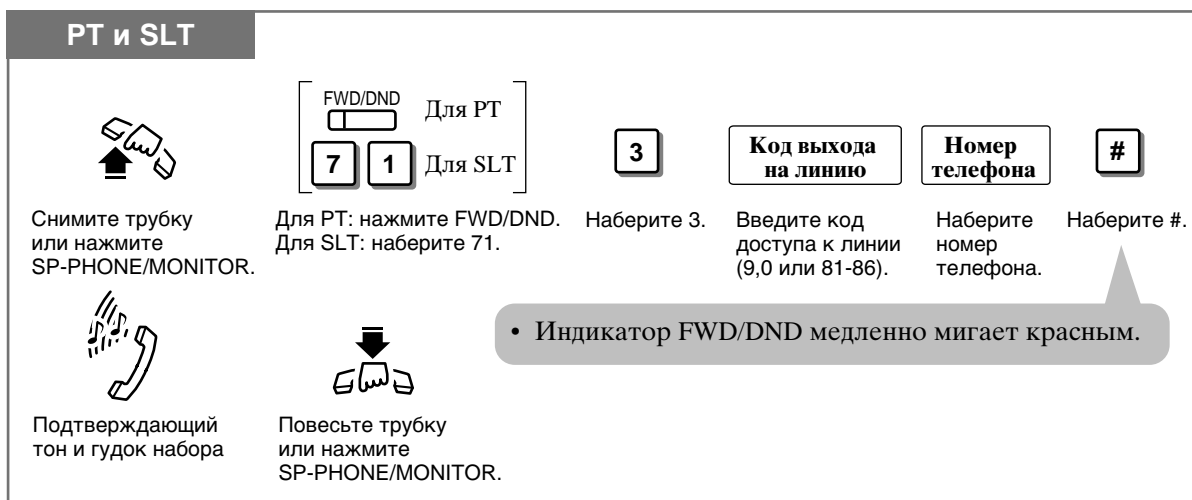 PT и SLT
FWD/DND
Для PT
7 1 Для SLT
3
Код выхода
на линию
Номер
телефона
#
Снимите трубку
или нажмите
SP-PHONE/MONITOR.
Для PT: нажмите FWD/DND.
Для SLT: наберите 71.
Наберите 3.
Введите код
доступа к линии
(9,0 или 81-86).
Наберите
номер
телефона.
Наберите #.
• Индикатор FWD/DND медленно мигает красным.
Подтверждающий
тон и гудок набора
Повесьте трубку
или нажмите
SP-PHONE/MONITOR.